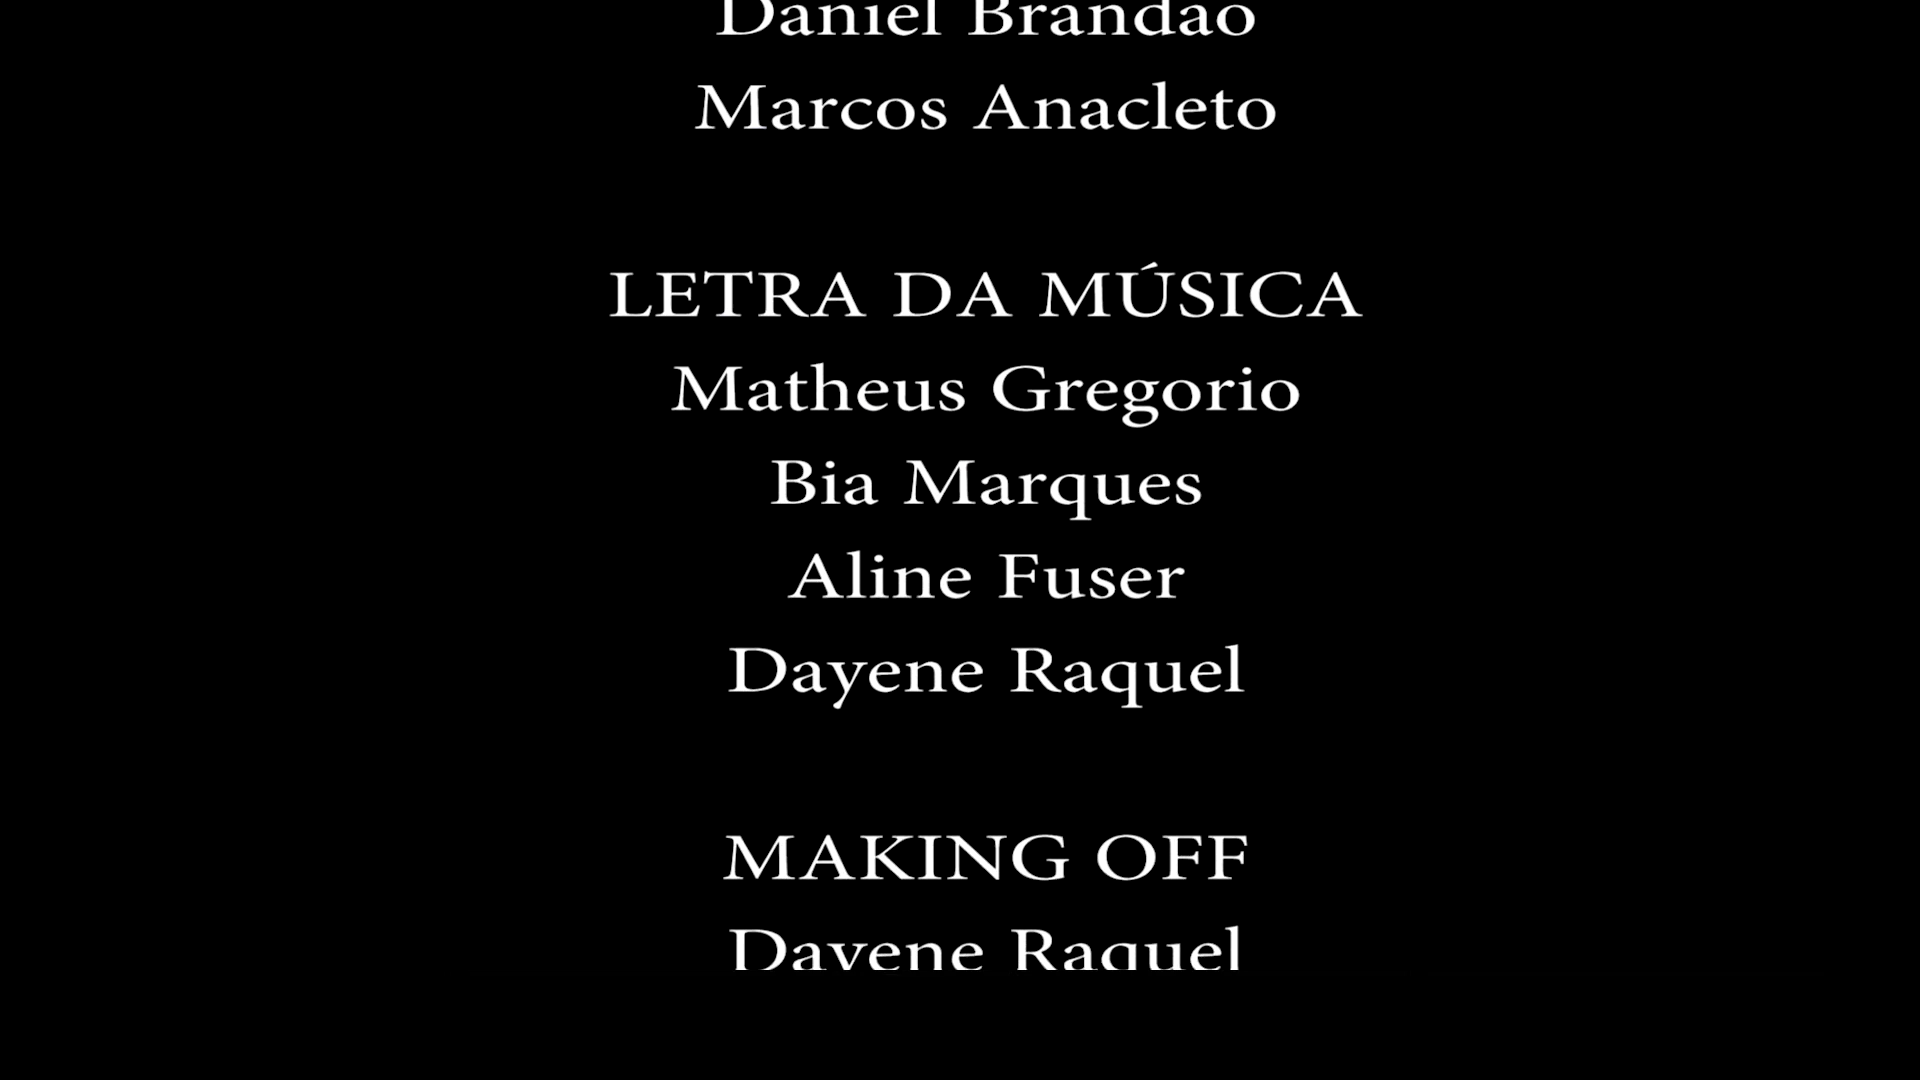 Daniel Brandão
Marcos Anacleto
LETRA DA MÚSICA
Matheus Gregorio
Bia Marques
Aline Fuser
Dayene Raquel
MAKING OFF
Dayene Raquel